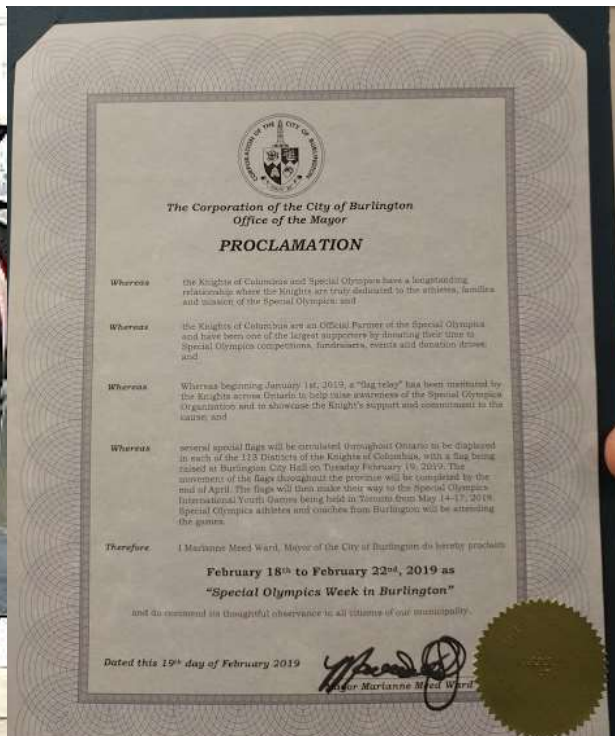 CORPORATION OF THE CITY OF BURLINGTON
The Corporation of the City of Burlington
Office of the Mayor
PROCLAMATION
Whereas the Knights of Columbus and Special Olympics have a longstanding
relationship where the Knights are truly dedicated to the athletes, families
and mission of the Special Olympics; and
Whereas the Knights of Columbus are an Official Partner of the Special Olympics
and have been one of the largest supporters by donating their time to
Special Olympics competitions, fundraisers, events and donation drives;
and
Whereas Whereas beginning January 1st, 2019, a "flag relay" has been instituted by
the Knights across Ontario to help raise awareness of the Special Olympics
Organization and to showcase the Knight's support and commitment to the
cause; and
Whereas several special flags will be circulated throughout Ontario to be displayed
in each of the 113 Districts of the Knights of Columbus, with a flag being
raised at Burlington City Hall on Tuesday February 19, 2019. The
movement of the flags throughout the province will be completed by the
end of April. The flags will then make their way to the Special Olympics
International Youth Games being held in Toronto from May 14-17, 2019.
Special Olympics athletes and coaches from Burlington will be attending
the games.
Therefore I Marianne Meed Ward, Mayor of the City of Burlington do hereby proclaim
February 18th to February 22nd, 2019 as
"Special Olympics Week in Burlington"
and do commend its thoughtful observance to all citizens of our municipality.
Dated this 19th day of February 2019
Mayor Marianne Meed Ward